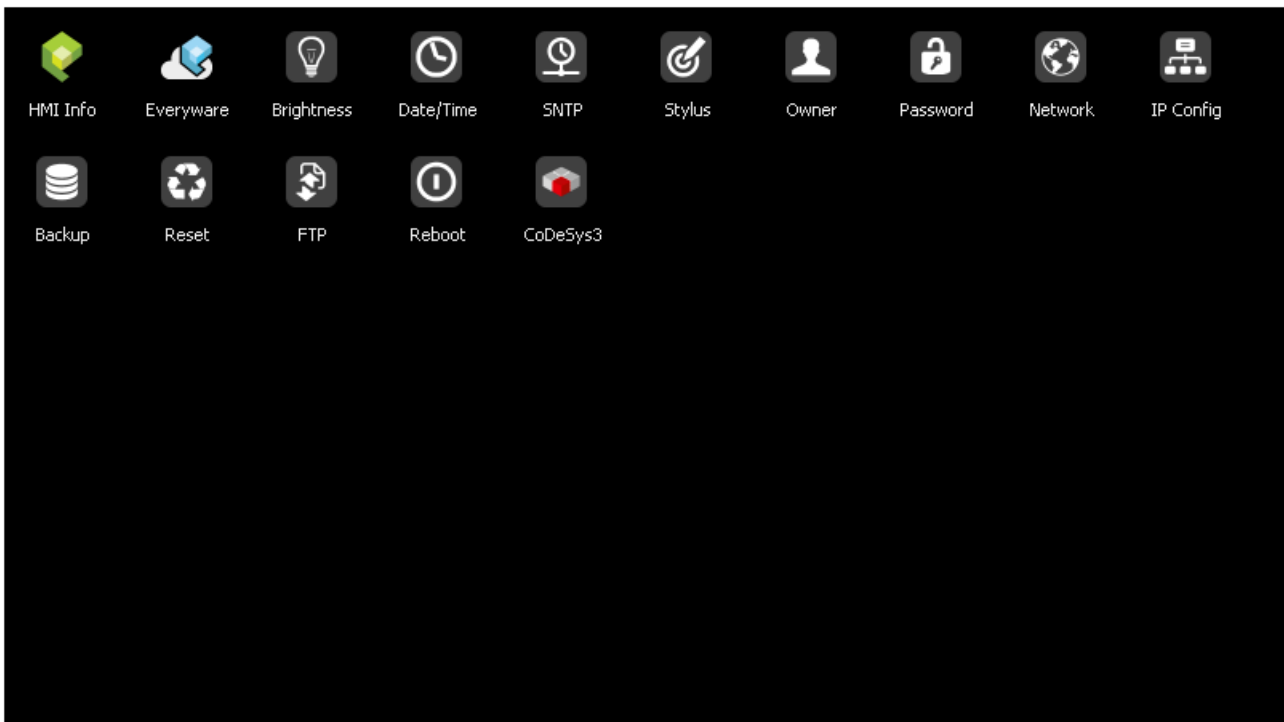 HMI Info Everyware Brightness Date/Time SNTP Stylus Owner Password Network IP Config
Backup Reset FTP Reboot CoDeSys3